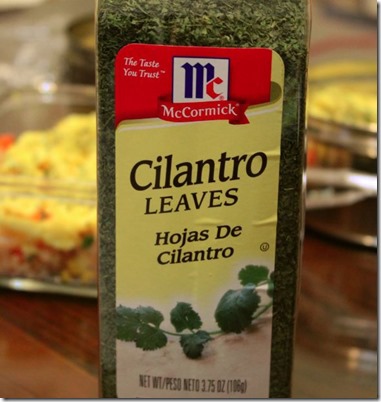 The Taste
You Trust™
Mc
McCormick®
Cilantro
LEAVES
Hojas De
Cilantro
U
NET WT/PESO NETO 3.75 OZ (106g)